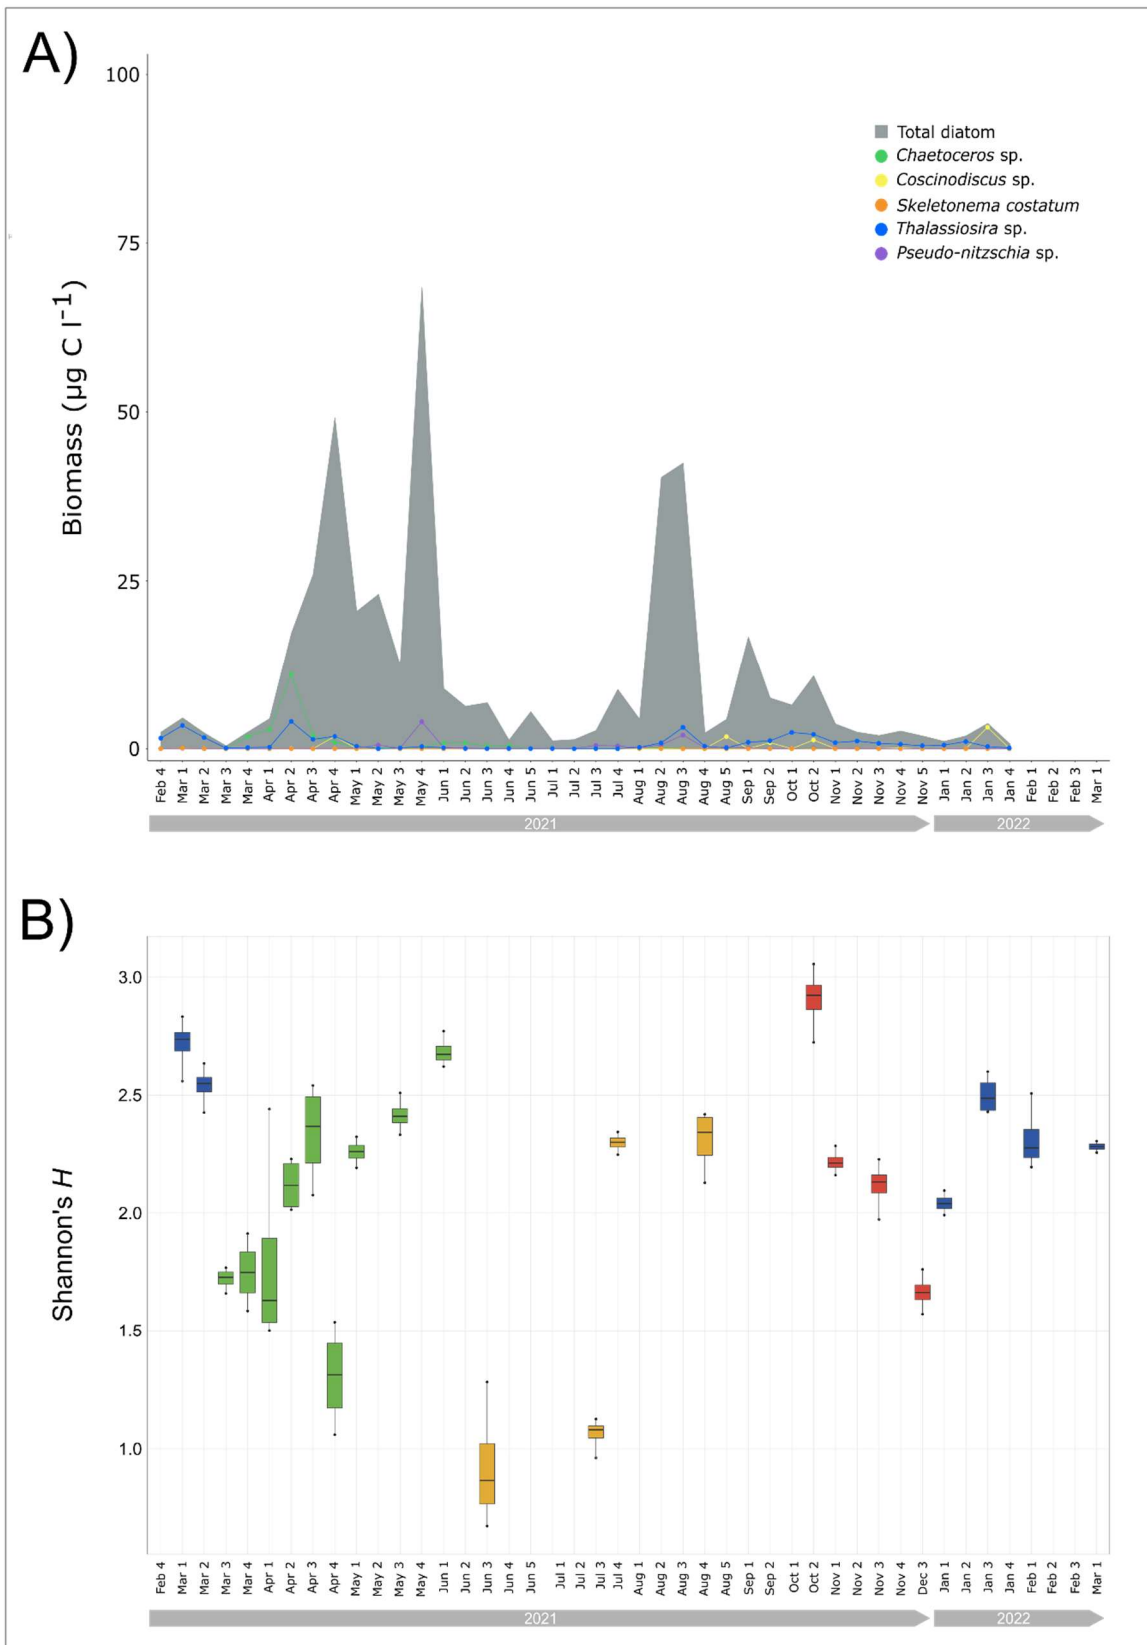 A)
100
75
50
25
0
Biomass (µg C l⁻¹)
Total diatom
Chaetoceros sp.
Coscinodiscus sp.
Skeletonema costatum
Thalassiosira sp.
Pseudo-nitzschia sp.
Feb 4
Mar 1
Mar 2
Mar 3
Mar 4
Apr 1
Apr 2
Apr 3
Apr 4
May 1
May 2
May 3
May 4
Jun 1
Jun 2
Jun 3
Jun 4
Jun 5
Jul 1
Jul 2
Jul 3
Jul 4
Aug 1
Aug 2
Aug 3
Aug 4
Aug 5
Sep 1
Sep 2
Oct 1
Oct 2
Nov 1
Nov 2
Nov 3
Nov 4
Nov 5
Jan 1
Jan 2
Jan 3
Jan 4
Feb 1
Feb 2
Feb 3
Mar 1
2021
2022
B)
3.0
2.5
2.0
1.5
1.0
Shannon's H
Feb 4
Mar 1
Mar 2
Mar 3
Mar 4
Apr 1
Apr 2
Apr 3
Apr 4
May 1
May 2
May 3
May 4
Jun 1
Jun 2
Jun 3
Jun 4
Jun 5
Jul 1
Jul 2
Jul 3
Jul 4
Aug 1
Aug 2
Aug 3
Aug 4
Aug 5
Sep 1
Sep 2
Oct 1
Oct 2
Nov 1
Nov 2
Nov 3
Nov 4
Dec 3
Jan 1
Jan 2
Jan 3
Jan 4
Feb 1
Feb 2
Feb 3
Mar 1
2021
2022